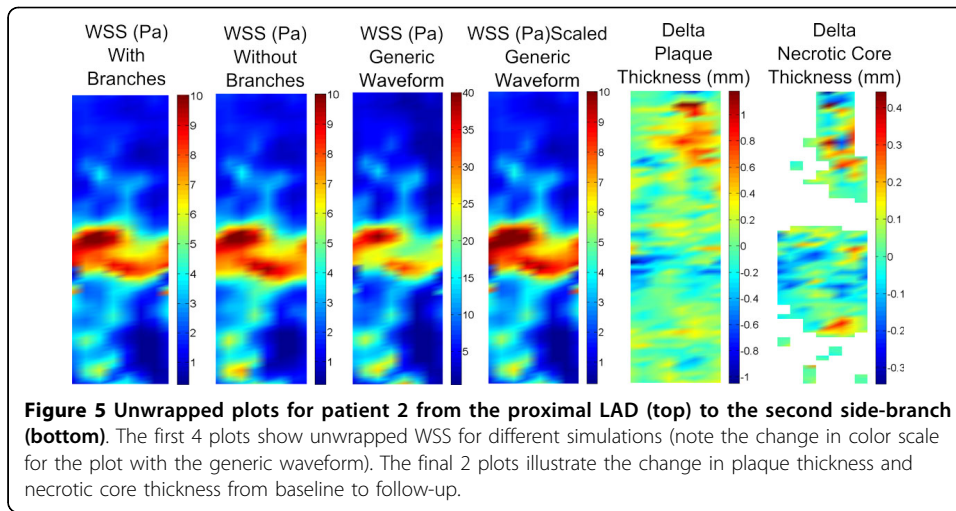 WSS (Pa)
With
Branches
WSS (Pa)
Without
Branches
WSS (Pa)
Generic
Waveform
WSS (Pa)Scaled
Generic
Waveform
Delta
Plaque
Thickness (mm)
Delta
Necrotic Core
Thickness (mm)
10
9
8
7
6
5
4
3
2
1
10
9
8
7
6
5
4
3
2
1
40
35
30
25
20
15
10
5
10
9
8
7
6
5
4
3
2
1
1
0.8
0.6
0.4
0.2
0
-0.2
-0.4
-0.6
-0.8
-1
0.4
0.3
0.2
0.1
0
-0.1
-0.2
-0.3
Figure 5 Unwrapped plots for patient 2 from the proximal LAD (top) to the second side-branch
(bottom). The first 4 plots show unwrapped WSS for different simulations (note the change in color scale
for the plot with the generic waveform). The final 2 plots illustrate the change in plaque thickness and
necrotic core thickness from baseline to follow-up.